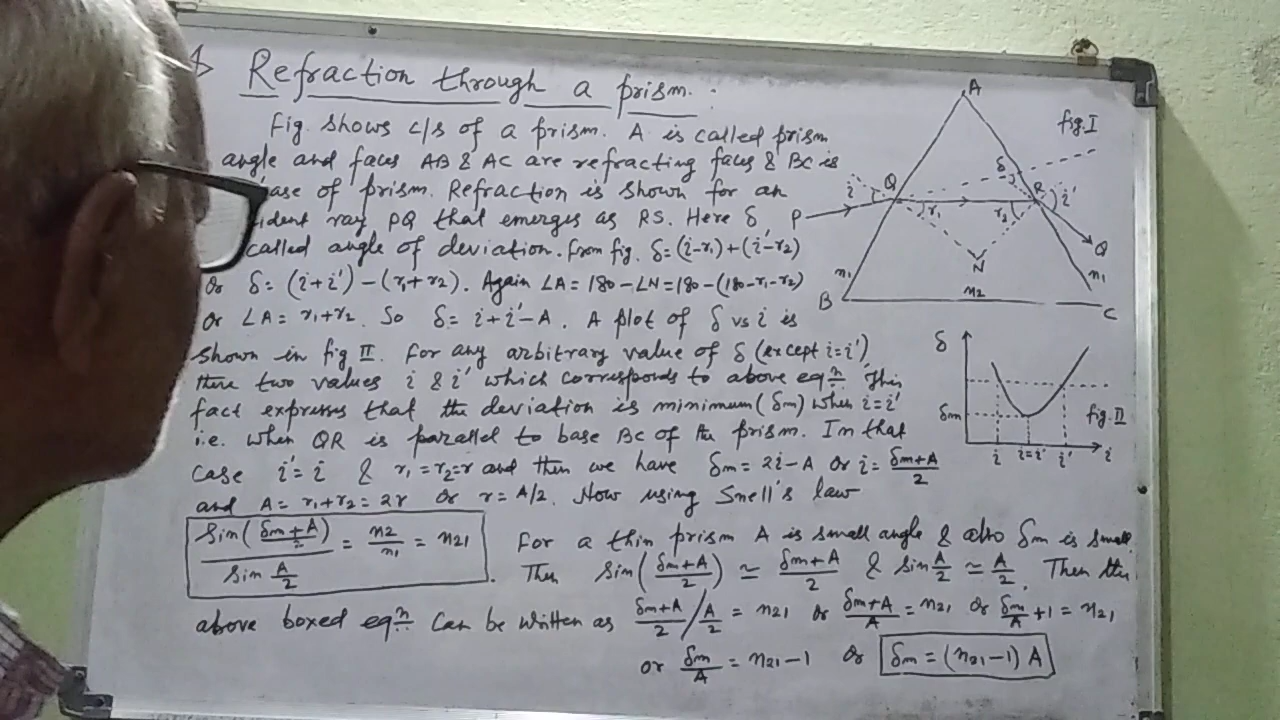 Refraction through a prism.
Fig. shows c/s of a prism. A is called prism
angle and faces AB & AC are refracting faces & BC is
ase of prism. Refraction is shown for an
ident ray PQ that emerges as RS. Here δ
called angle of deviation. From fig. δ = (i-r₁)+(i'-r₂)
Or δ = (i+i') - (r₁+r₂). Again ∠A = 180-∠N = 180-(180-r₁-r₂)
Or ∠A = r₁+r₂. So δ = i+i'-A. A plot of δ vs i is
shown in fig II. For any arbitrary value of δ (except i=i')
there two values i & i' which corresponds to above eqn. This
fact expresses that the deviation is minimum (δm) when i=i'
i.e. when QR is parallel to base BC of the prism. In that
case i'=i & r₁=r₂=r and then we have δm = 2i-A Or i = (δm+A)/2
and A = r₁+r₂ = 2r Or r = A/2. Now using Snell's law
sin((δm+A)/2) / sin(A/2) = n₂/n₁ = n₂₁
For a thin prism A is small angle & also δm is small.
Then sin((δm+A)/2) ≃ (δm+A)/2 & sin A/2 ≃ A/2. Then the
above boxed eqn can be written as (δm+A)/2 / A/2 = n₂₁ Or (δm+A)/A = n₂₁ Or δm/A + 1 = n₂₁
or δm/A = n₂₁-1 Or δm = (n₂₁-1) A
A
fig.I
δ
i Q R i'
P r₁ r₂
Q
N
n₁ n₁
n₂
B C
δ
δm
fig.II
i i=i' i' i